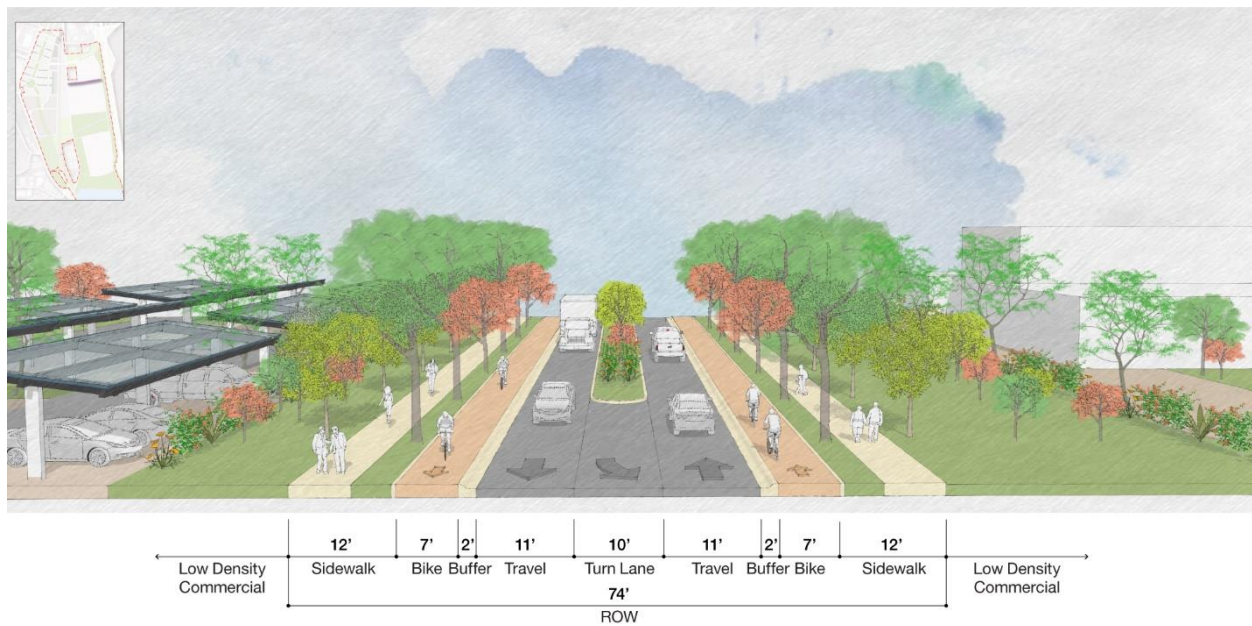 12' 7' 2' 11' 10' 11' 2' 7' 12'
Low Density Commercial Sidewalk Bike Buffer Travel Turn Lane Travel Buffer Bike Sidewalk Low Density Commercial
74'
ROW